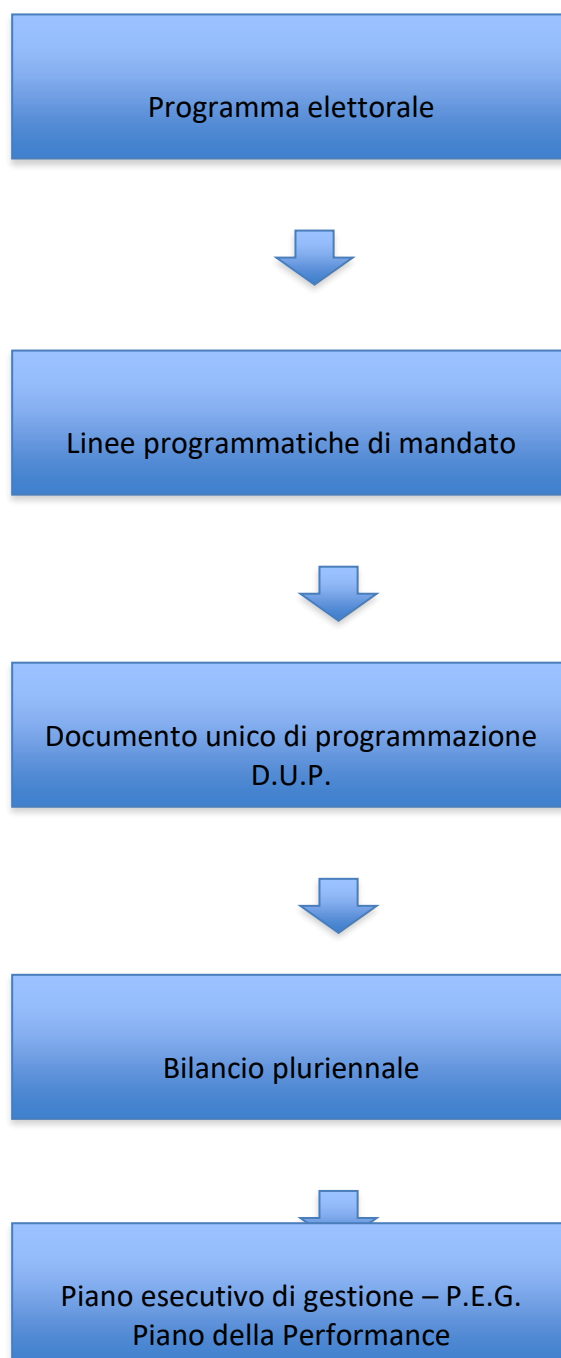 Programma elettorale
Linee programmatiche di mandato
Documento unico di programmazione
D.U.P.
Bilancio pluriennale
Piano esecutivo di gestione – P.E.G.
Piano della Performance